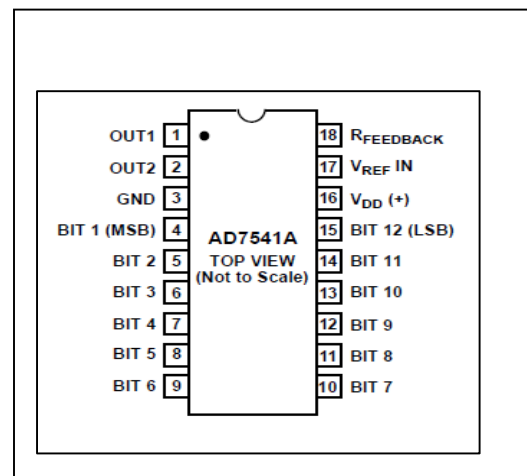 OUT1 1
OUT2 2
GND 3
BIT 1 (MSB) 4
BIT 2 5
BIT 3 6
BIT 4 7
BIT 5 8
BIT 6 9
AD7541A
TOP VIEW
(Not to Scale)
18 RFEEDBACK
17 VREF IN
16 VDD (+)
15 BIT 12 (LSB)
14 BIT 11
13 BIT 10
12 BIT 9
11 BIT 8
10 BIT 7